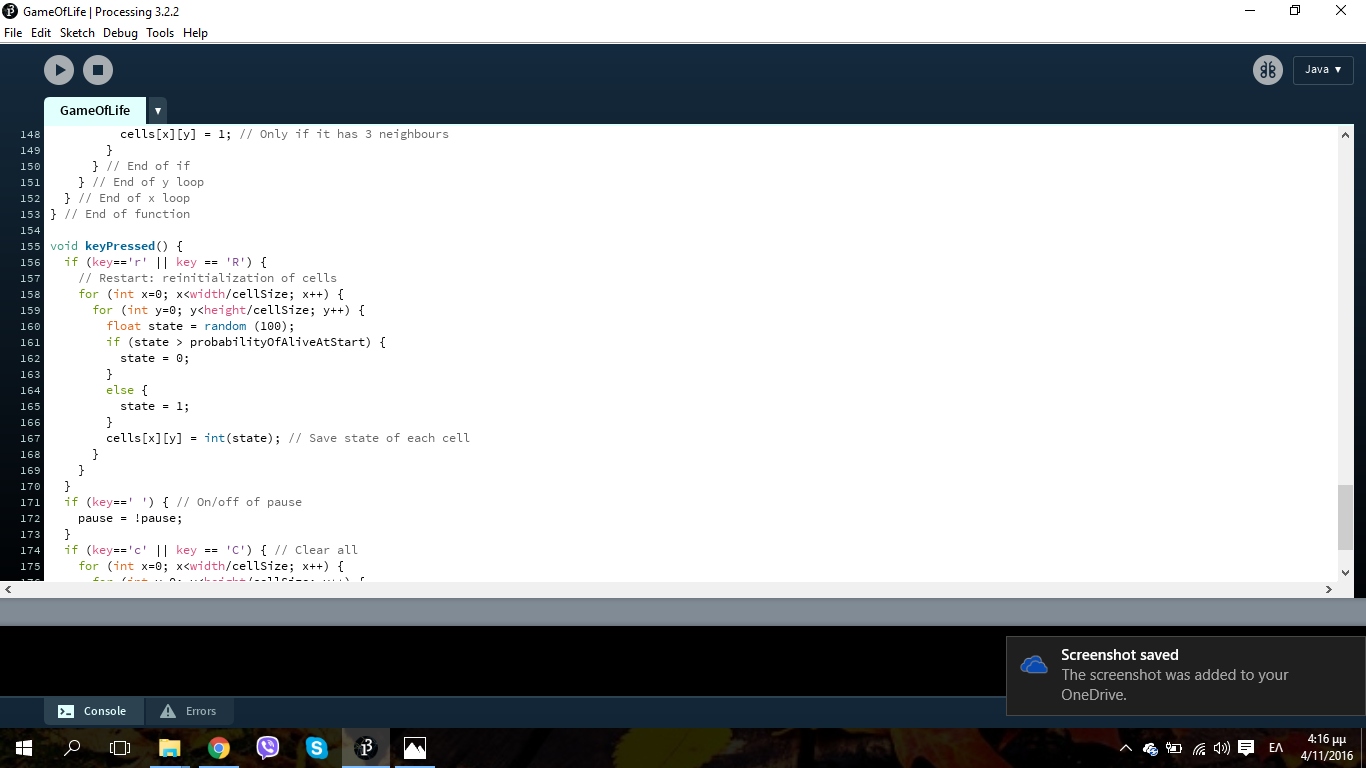 GameOfLife | Processing 3.2.2
File Edit Sketch Debug Tools Help
Java ▼
GameOfLife ▼
148 cells[x][y] = 1; // Only if it has 3 neighbours
149 }
150 } // End of if
151 } // End of y loop
152 } // End of x loop
153 } // End of function
154
155 void keyPressed() {
156 if (key=='r' || key == 'R') {
157 // Restart: reinitialization of cells
158 for (int x=0; x<width/cellSize; x++) {
159 for (int y=0; y<height/cellSize; y++) {
160 float state = random (100);
161 if (state > probabilityOfAliveAtStart) {
162 state = 0;
163 }
164 else {
165 state = 1;
166 }
167 cells[x][y] = int(state); // Save state of each cell
168 }
169 }
170 }
171 if (key==' ') { // On/off of pause
172 pause = !pause;
173 }
174 if (key=='c' || key == 'C') { // Clear all
175 for (int x=0; x<width/cellSize; x++) {
Screenshot saved
The screenshot was added to your
OneDrive.
Console Errors
ΕΛ
4:16 μμ
4/11/2016